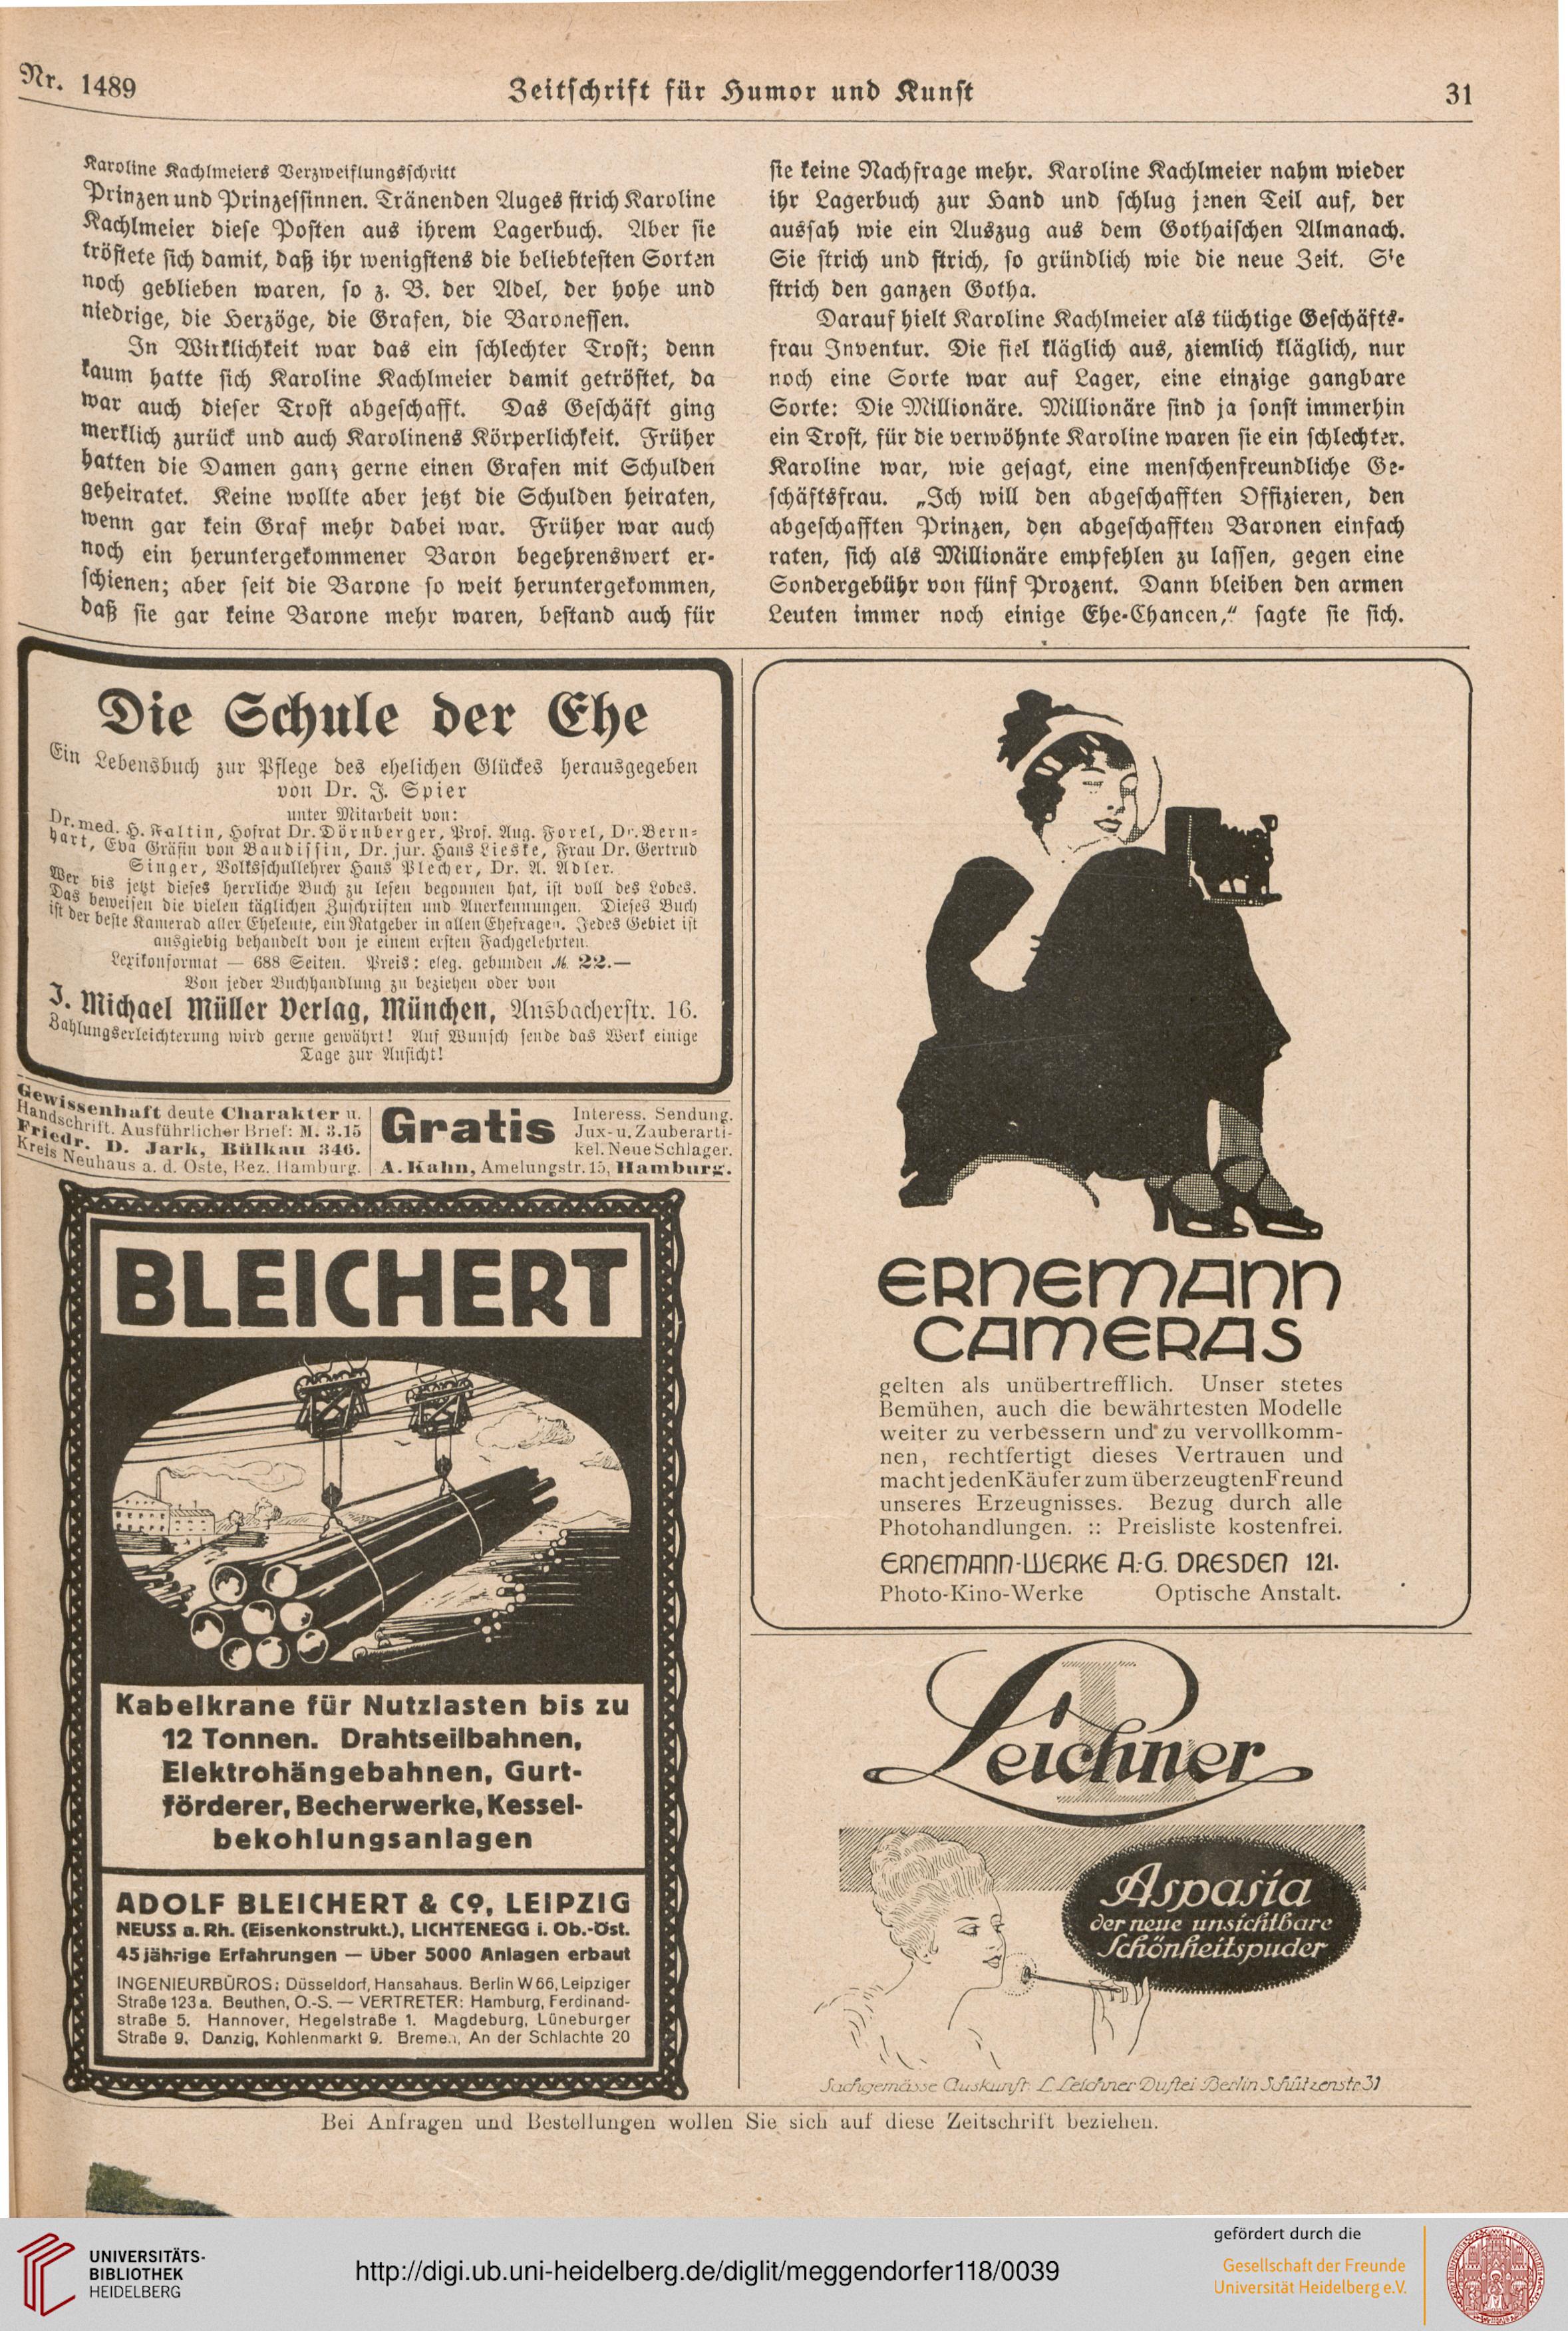 Nr. 1489
Zeitschrift für Humor und Kunst
31
Karoline Kachlmeiers Verzweiflungsschritt
Prinzen und Prinzessinnen. Tränenden Auges strich Karoline
Kachlmeier diese Posten aus ihrem Lagerbuch. Aber sie
tröstete sich damit, daß ihr wenigstens die beliebtesten Sorten
noch geblieben waren, so z. B. der Adel, der hohe und
niedrige, die Herzöge, die Grafen, die Baronessen.
In Wirklichkeit war das ein schlechter Trost; denn
kaum hatte sich Karoline Kachlmeier damit getröstet, da
war auch dieser Trost abgeschafft. Das Geschäft ging
merklich zurück und auch Karolinens Körperlichkeit. Früher
hatten die Damen ganz gerne einen Grafen mit Schulden
geheiratet. Keine wollte aber jetzt die Schulden heiraten,
wenn gar kein Graf mehr dabei war. Früher war auch
noch ein heruntergekommener Baron begehrenswert er-
schienen; aber seit die Barone so weit heruntergekommen,
daß sie gar keine Barone mehr waren, bestand auch für
sie keine Nachfrage mehr. Karoline Kachlmeier nahm wieder
ihr Lagerbuch zur Hand und schlug jenen Teil auf, der
aussah wie ein Auszug aus dem Gothaischen Almanach.
Sie strich und strich, so gründlich wie die neue Zeit. Sie
strich den ganzen Gotha.
Darauf hielt Karoline Kachlmeier als tüchtige Geschäfts-
frau Inventur. Die fiel kläglich aus, ziemlich kläglich, nur
noch eine Sorte war auf Lager, eine einzige gangbare
Sorte: Die Millionäre. Millionäre sind ja sonst immerhin
ein Trost, für die verwöhnte Karoline waren sie ein schlechter.
Karoline war, wie gesagt, eine menschenfreundliche Ge-
schäftsfrau. „Ich will den abgeschafften Offizieren, den
abgeschafften Prinzen, den abgeschafften Baronen einfach
raten, sich als Millionäre empfehlen zu lassen, gegen eine
Sondergebühr von fünf Prozent. Dann bleiben den armen
Leuten immer noch einige Ehe-Chancen,“ sagte sie sich.
Die Schule der Ehe
Ein Lebensbuch zur Pflege des ehelichen Glückes herausgegeben
von Dr. J. Spier
unter Mitarbeit von:
Dr. med. H. Faltin, Hofrat Dr. Dörnberger, Prof. Aug. Forel, Dr. Bern-
hart, Eva Gräfin von Baudissin, Dr. jur. Hans Lieske, Frau Dr. Gertrud
Singer, Volksschullehrer Hans Plecher, Dr. A. Adler.
Wer bis jetzt dieses herrliche Buch zu lesen begonnen hat, ist voll des Lobes.
Das beweisen die vielen täglichen Zuschriften und Anerkennungen. Dieses Buch
ist der beste Kamerad aller Eheleute, ein Ratgeber in allen Ehefragen. Jedes Gebiet ist
ausgiebig behandelt von je einem ersten Fachgelehrten.
Lexikonformat — 688 Seiten. Preis: eleg. gebunden M. 22.—
Von jeder Buchhandlung zu beziehen oder von
J. Michael Müller Verlag, München, Ansbacherstr. 16.
Zahlungserleichterung wird gerne gewährt! Auf Wunsch sende das Werk einige
Tage zur Ansicht!
Gewissenhaft deute Charakter u.
Handschrift. Ausführlicher Brief: M. 3.15
Friedr. D. Jark, Bülkau 346.
Kreis Neuhaus a. d. Oste, Bez. Hamburg.
Gratis
Interess. Sendung.
Jux- u. Zauberarti-
kel. Neue Schlager.
A. Kahn, Amelungstr. 15, Hamburg.
BLEICHERT
Kabelkrane für Nutzlasten bis zu
12 Tonnen. Drahtseilbahnen,
Elektrohängebahnen, Gurt-
förderer, Becherwerke, Kessel-
bekohlungsanlagen
ADOLF BLEICHERT & Co, LEIPZIG
NEUSS a. Rh. (Eisenkonstrukt.), LICHTENEGG i. Ob.-Öst.
45jährige Erfahrungen — Über 5000 Anlagen erbaut
INGENIEURBÜROS: Düsseldorf, Hansahaus. Berlin W 66, Leipziger
Straße 123a. Beuthen, O.-S. — VERTRETER: Hamburg, Ferdinand-
straße 5. Hannover, Hegelstraße 1. Magdeburg, Lüneburger
Straße 9. Danzig, Kohlenmarkt 9. Bremen, An der Schlachte 20
ERNEMANN
CAMERAS
gelten als unübertrefflich. Unser stetes
Bemühen, auch die bewährtesten Modelle
weiter zu verbessern und zu vervollkomm-
nen, rechtfertigt dieses Vertrauen und
macht jeden Käufer zum überzeugten Freund
unseres Erzeugnisses. Bezug durch alle
Photohandlungen. :: Preisliste kostenfrei.
ERNEMANN-WERKE A.-G. DRESDEN 121.
Photo-Kino-Werke Optische Anstalt.
Leichner
Aspasia
der neue unsichtbare
Schönheitspuder
Sachgemässe Auskunft: L. Leichner Duftei Berlin Schützenstr 31
Bei Anfragen und Bestellungen wollen Sie sich auf diese Zeitschrift beziehen.
UNIVERSITÄTS-
BIBLIOTHEK
HEIDELBERG
http://digi.ub.uni-heidelberg.de/diglit/meggendorfer118/0039
gefördert durch die
Gesellschaft der Freunde
Universität Heidelberg e.V.